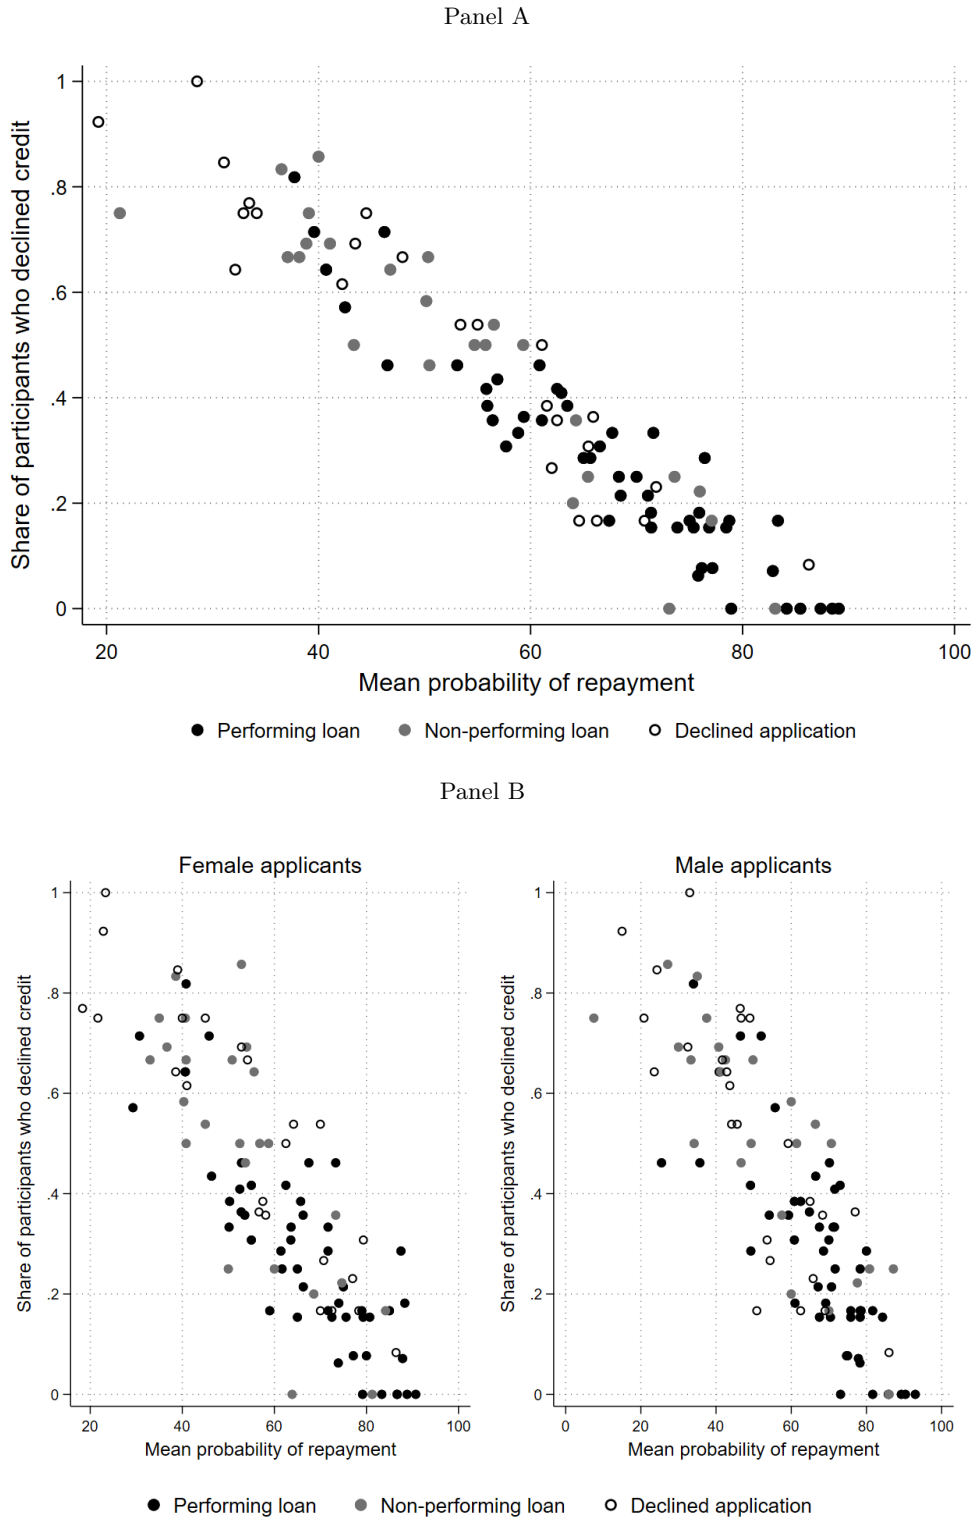 Panel A
Share of participants who declined credit
1
.8
.6
.4
.2
0
20 40 60 80 100
Mean probability of repayment
Performing loan Non-performing loan Declined application
Panel B
Female applicants
Share of participants who declined credit
1
.8
.6
.4
.2
0
20 40 60 80 100
Mean probability of repayment
Male applicants
Share of participants who declined credit
1
.8
.6
.4
.2
0
0 20 40 60 80 100
Mean probability of repayment
Performing loan Non-performing loan Declined application